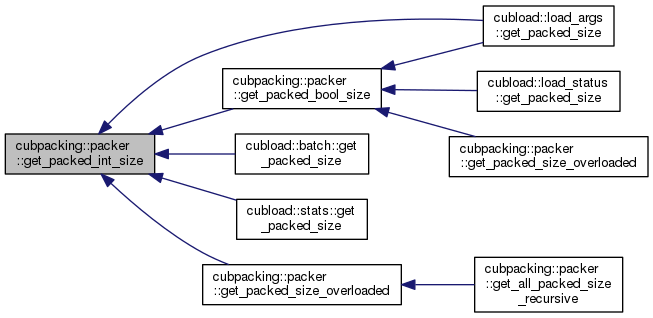 cubpacking::packer
::get_packed_int_size
cubload::load_args
::get_packed_size
cubpacking::packer
::get_packed_bool_size
cubload::load_status
::get_packed_size
cubpacking::packer
::get_packed_size_overloaded
cubload::batch::get
_packed_size
cubload::stats::get
_packed_size
cubpacking::packer
::get_packed_size_overloaded
cubpacking::packer
::get_all_packed_size
_recursive